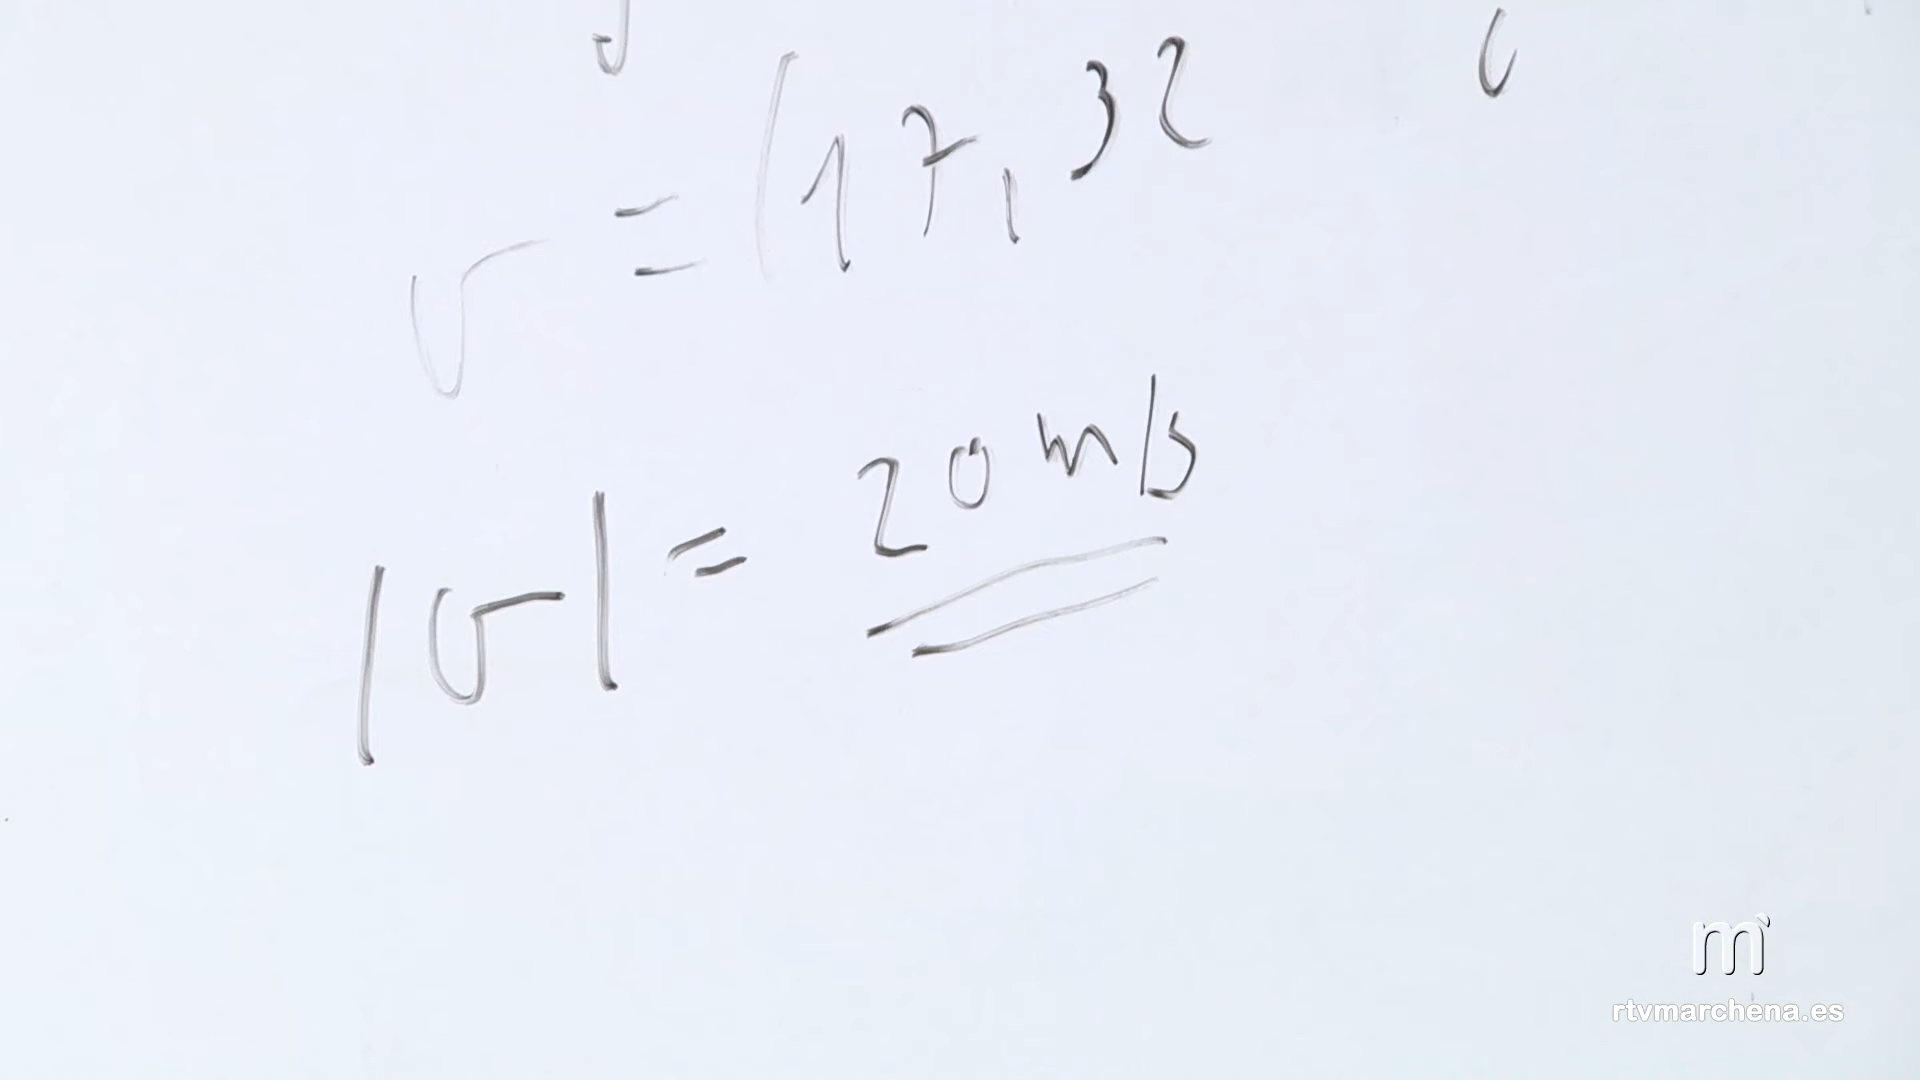 v = (17,32
|v| = 20 m/s
m
rtvmarchena.es